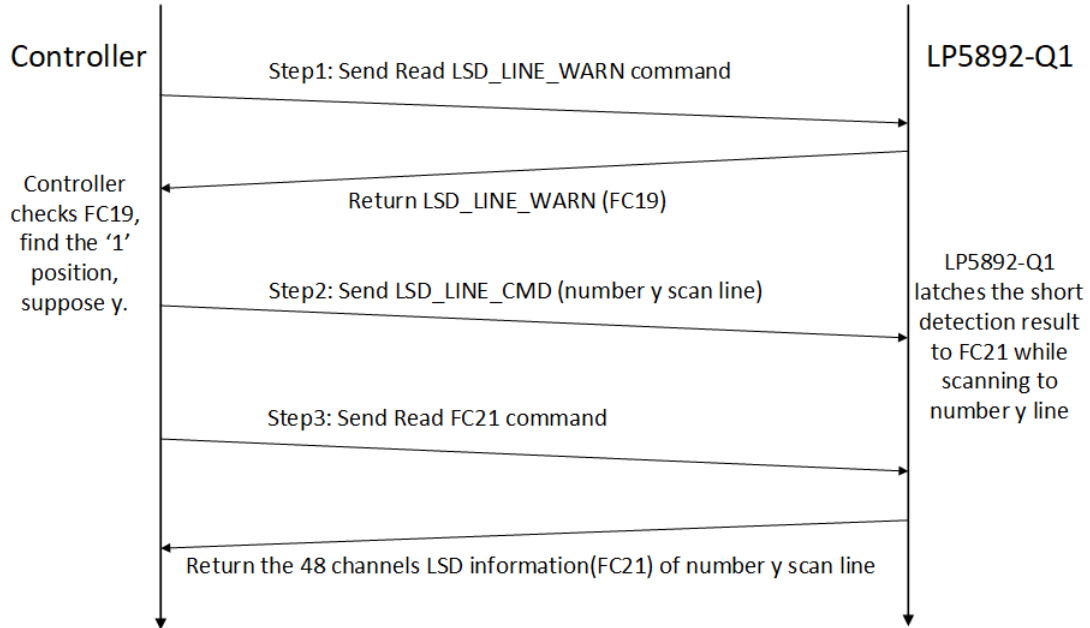 Controller
LP5892-Q1
Step1: Send Read LSD_LINE_WARN command
Return LSD_LINE_WARN (FC19)
Controller
checks FC19,
find the ‘1’
position,
suppose y.
Step2: Send LSD_LINE_CMD (number y scan line)
LP5892-Q1
latches the short
detection result
to FC21 while
scanning to
number y line
Step3: Send Read FC21 command
Return the 48 channels LSD information(FC21) of number y scan line